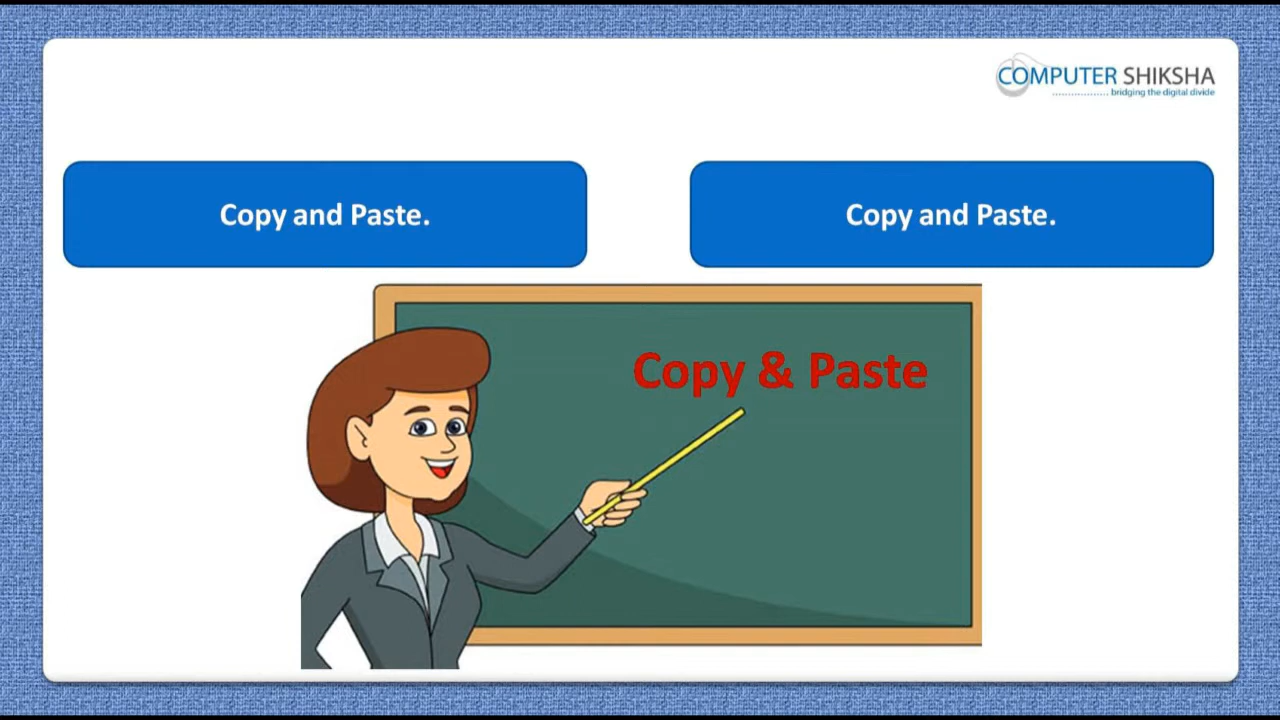 COMPUTER SHIKSHA
bridging the digital divide
Copy and Paste.
Copy and Paste.
Copy & Paste